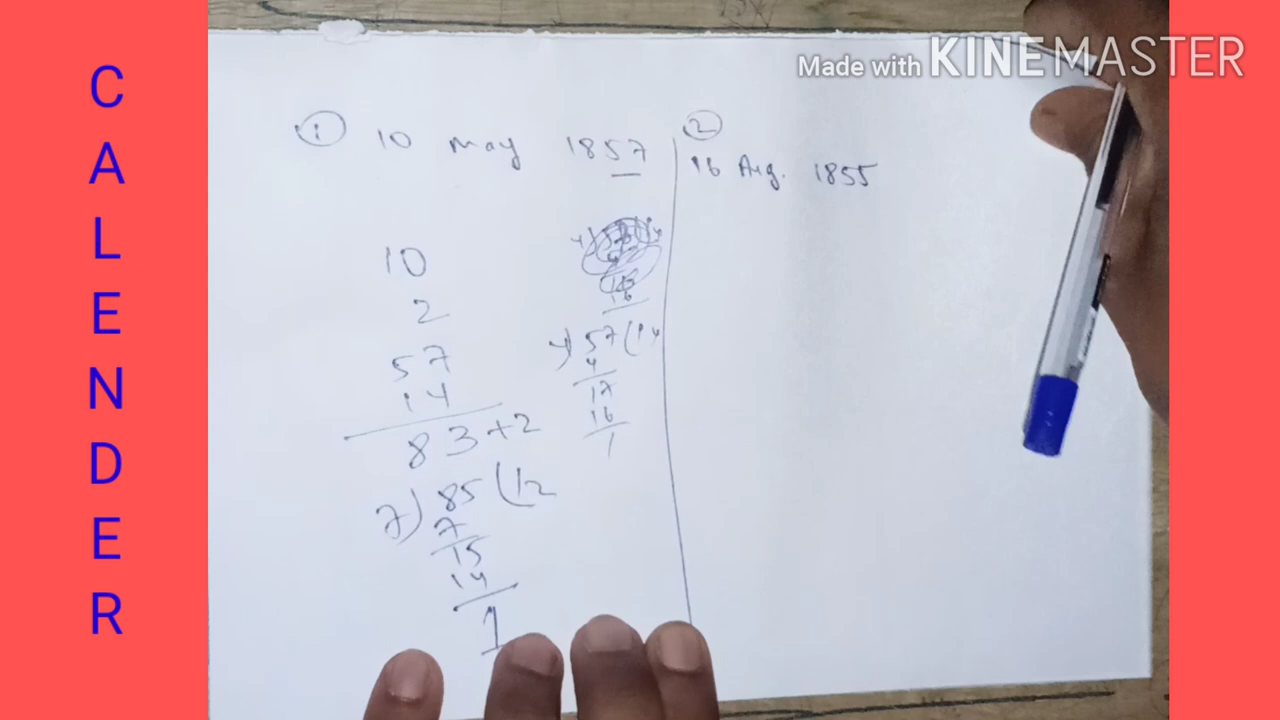 C
A
L
E
N
D
E
R
Made with KINEMASTER
① 10 May 1857
10
2
57
14
83+2
7) 85 (12
7
15
14
1
4) 57 (14
4
17
16
1
②
16 Aug. 1855